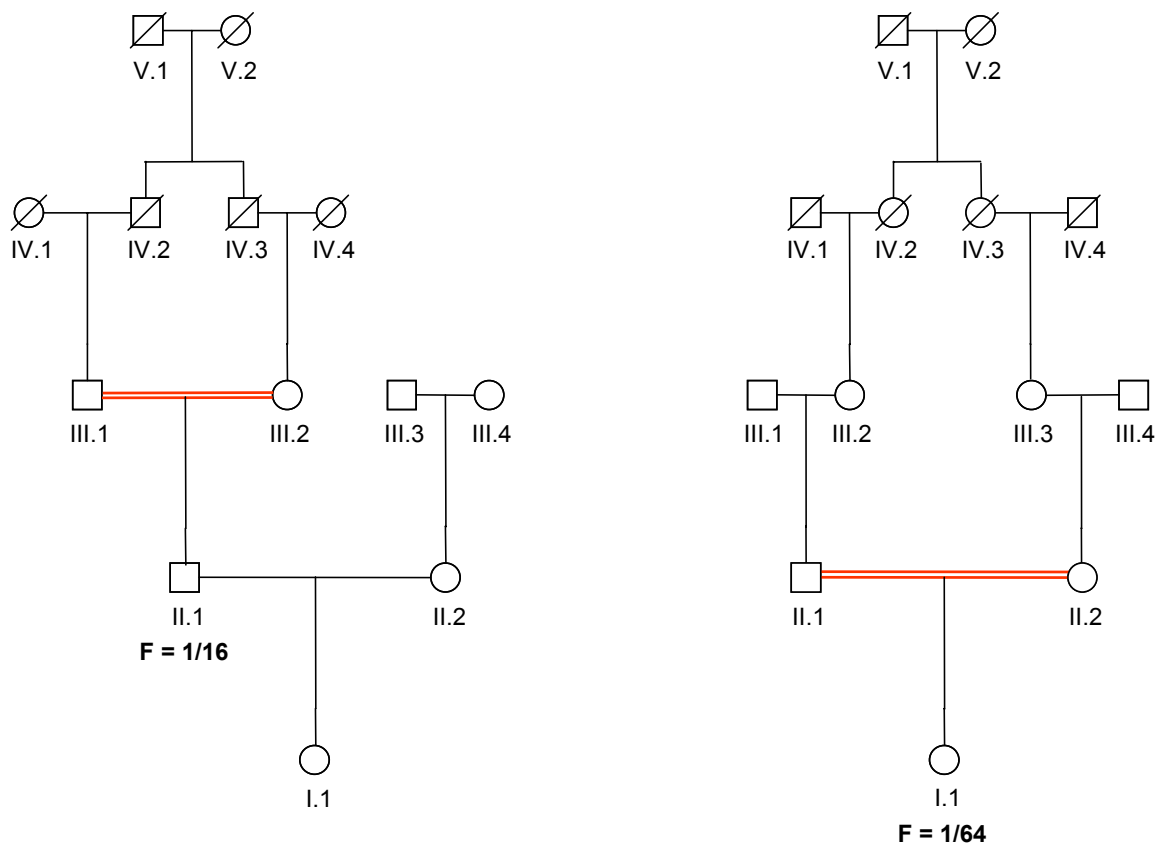 V.1 V.2
IV.1 IV.2 IV.3 IV.4
III.1 III.2 III.3 III.4
II.1 II.2
F = 1/16
I.1
V.1 V.2
IV.1 IV.2 IV.3 IV.4
III.1 III.2 III.3 III.4
II.1 II.2
I.1
F = 1/64